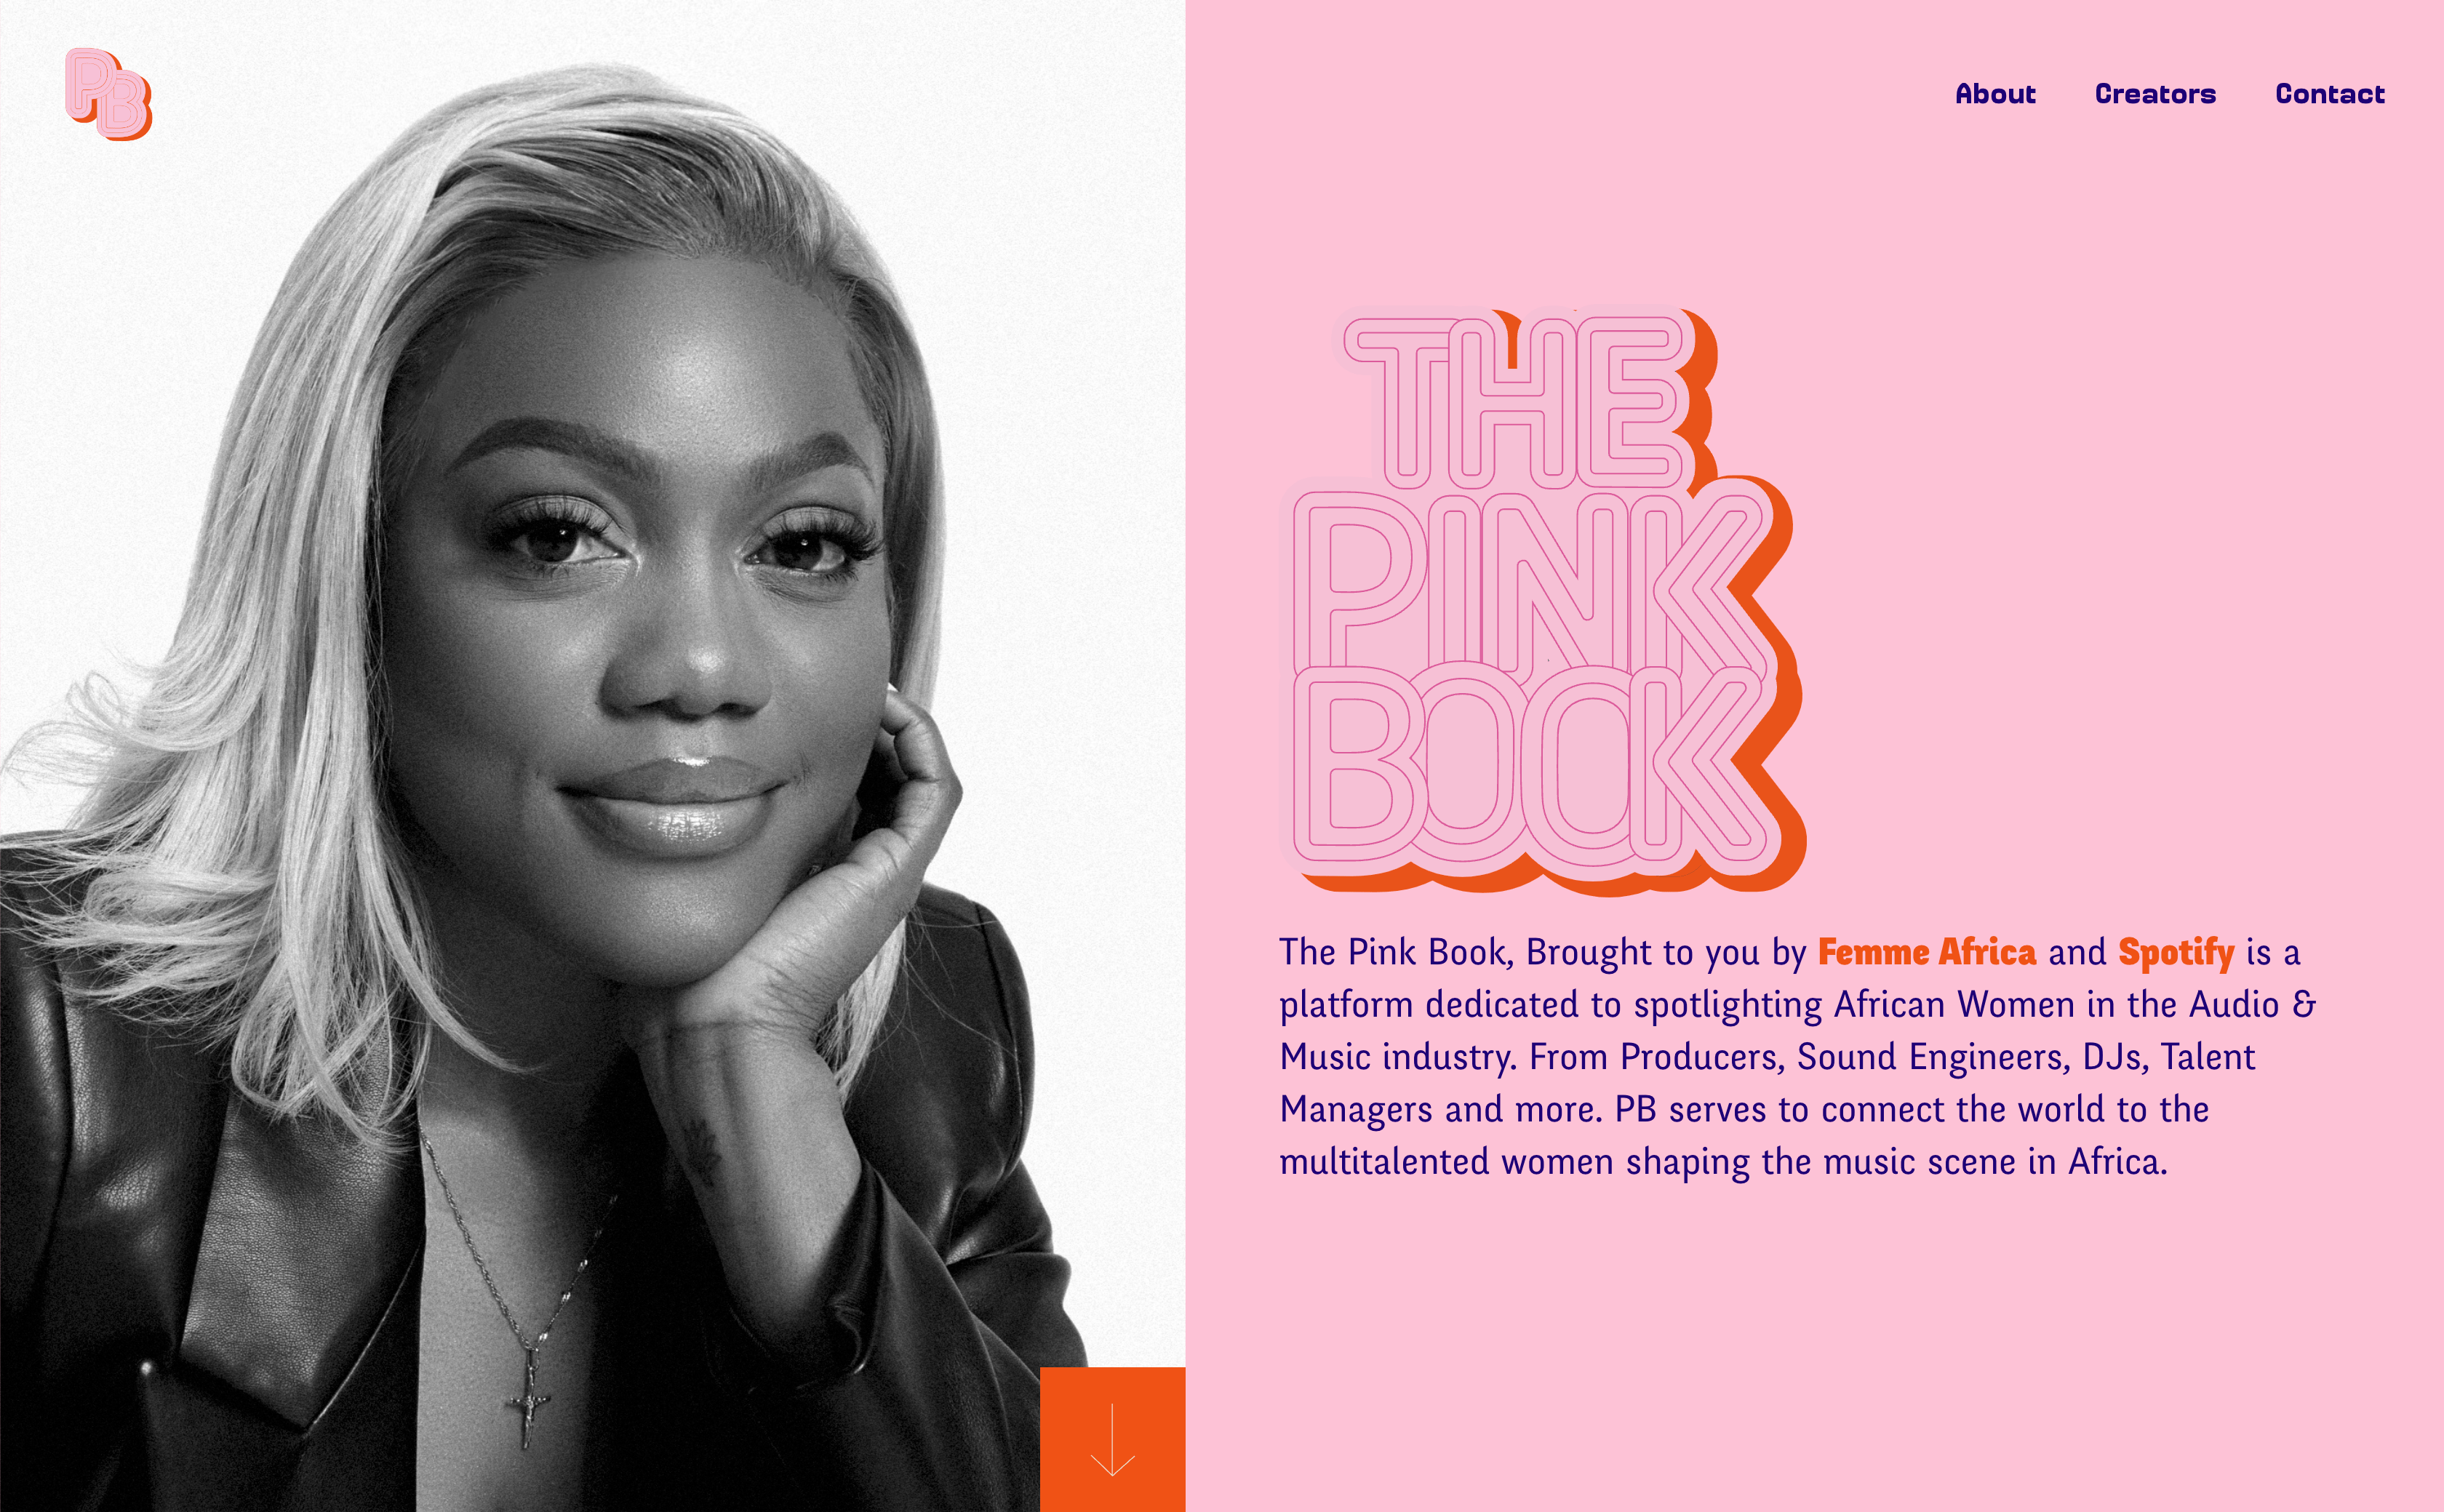 PB
About Creators Contact
THE
PINK
BOOK
The Pink Book, Brought to you by Femme Africa and Spotify is a
platform dedicated to spotlighting African Women in the Audio &
Music industry. From Producers, Sound Engineers, DJs, Talent
Managers and more. PB serves to connect the world to the
multitalented women shaping the music scene in Africa.